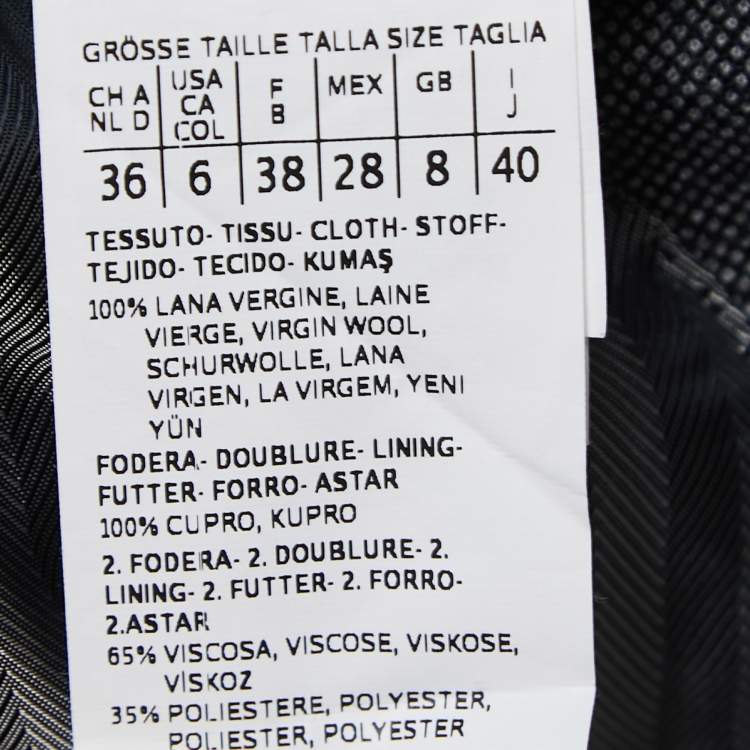 GRÖSSE TAILLE TALLA SIZE TAGLIA
CH A NL D USA CA COL F B MEX GB I J
36 6 38 28 8 40
TESSUTO- TISSU- CLOTH- STOFF-
TEJIDO- TECIDO- KUMAŞ
100% LANA VERGINE, LAINE
VIERGE, VIRGIN WOOL,
SCHURWOLLE, LANA
VIRGEN, LA VIRGEM, YENI
YÜN
FODERA- DOUBLURE- LINING-
FUTTER- FORRO- ASTAR
100% CUPRO, KUPRO
2. FODERA- 2. DOUBLURE- 2.
LINING- 2. FUTTER- 2. FORRO-
2.ASTAR
65% VISCOSA, VISCOSE, VISKOSE,
VİSKOZ
35% POLIESTERE, POLYESTER,
POLIESTER, POLYESTER